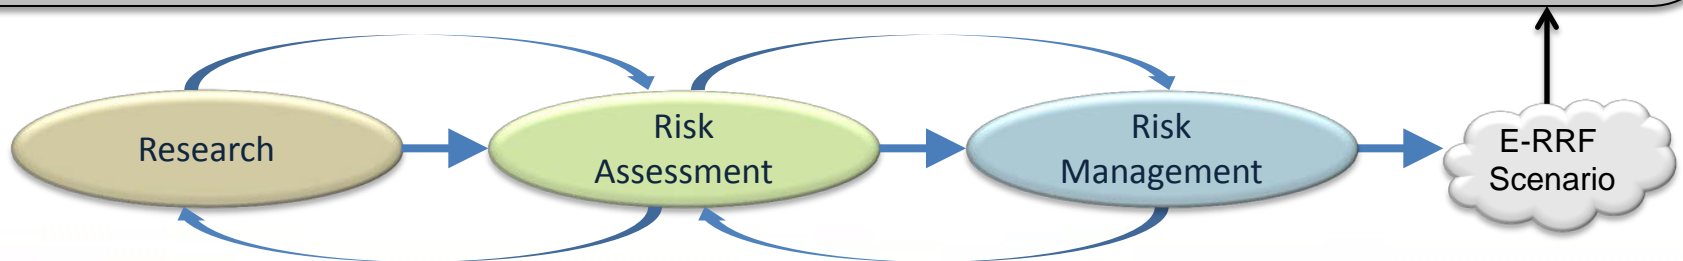 Research
Risk
Assessment
Risk
Management
E-RRF
Scenario